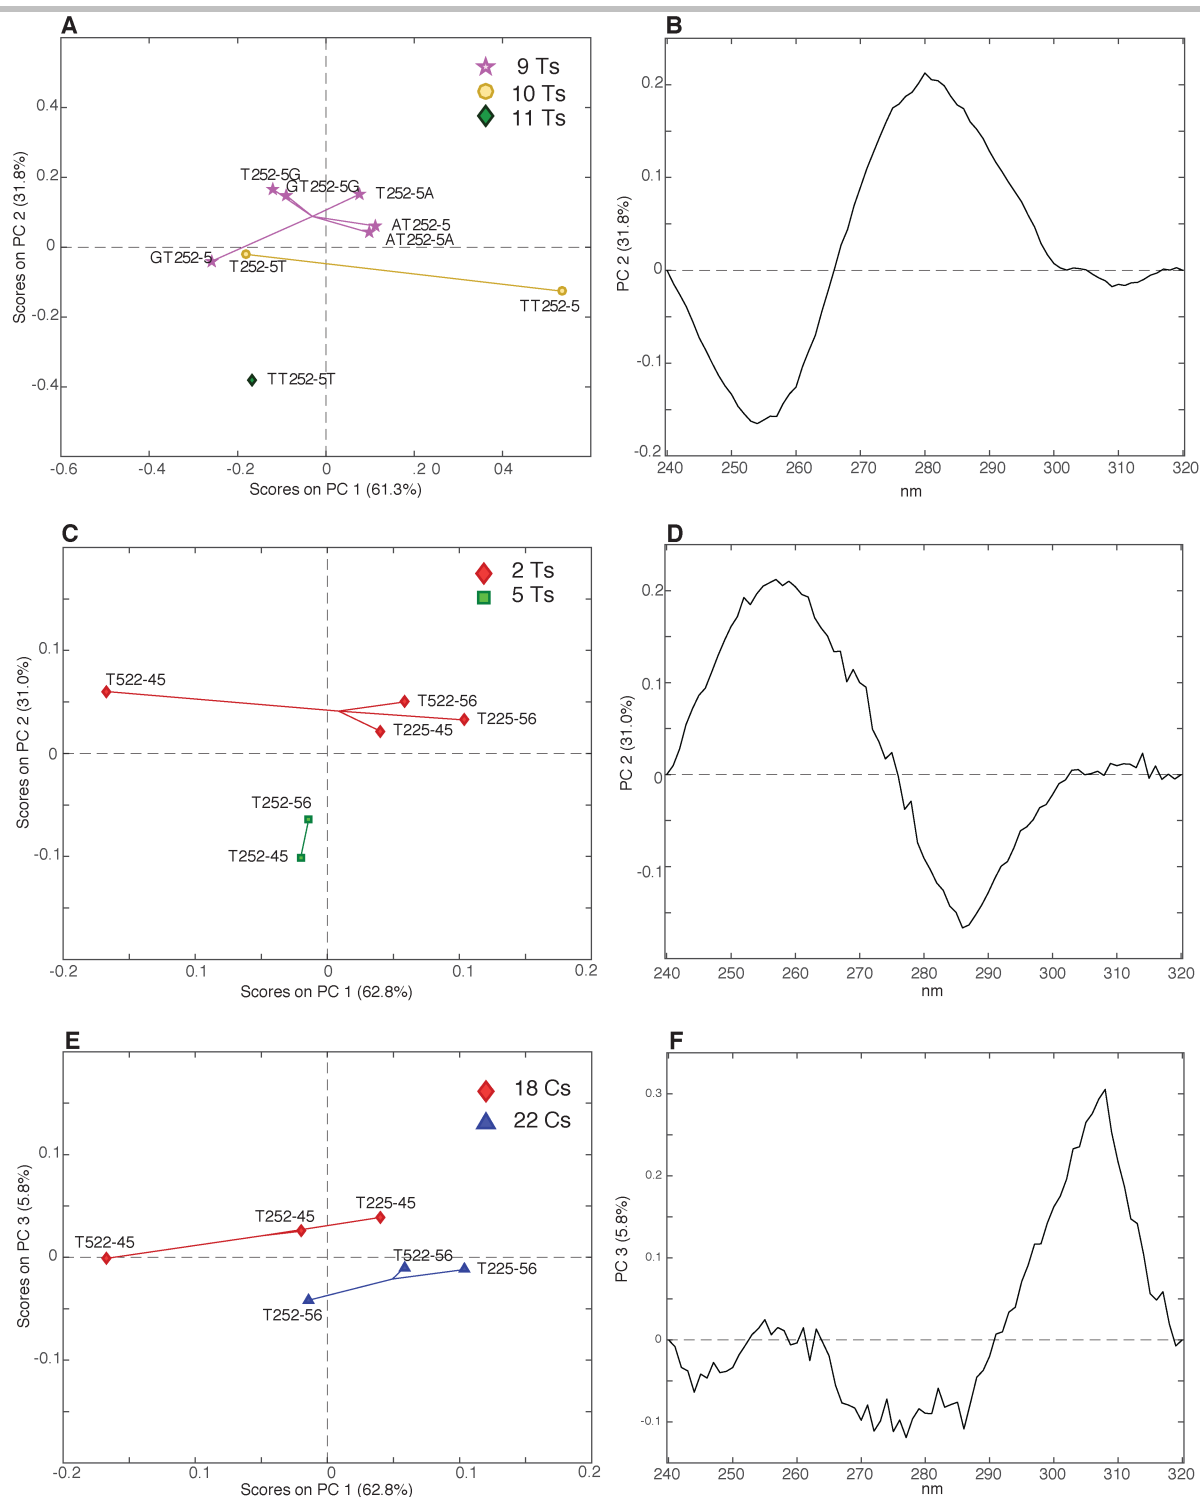 A
9 Ts
10 Ts
11 Ts
0.4
0.2
0
-0.2
-0.4
Scores on PC 2 (31.8%)
T252-5G
GT252-5G
T252-5A
AT252-5
AT252-5A
GT252-5
T252-5T
TT252-5
TT252-5T
-0.6 -0.4 -0.2 0 .2 0 04
Scores on PC 1 (61.3%)
B
0.2
0.1
0
-0.1
-0.2
PC 2 (31.8%)
240 250 260 270 280 290 300 310 320
nm
C
2 Ts
5 Ts
0.1
0
-0.1
Scores on PC 2 (31.0%)
T522-45
T522-56
T225-56
T225-45
T252-56
T252-45
-0.2 0.1 0 0.1 0.2
Scores on PC 1 (62.8%)
D
0.2
0.1
0
-0.1
PC 2 (31.0%)
240 250 260 270 280 290 300 310 320
nm
E
18 Cs
22 Cs
0.1
0
-0.1
Scores on PC 3 (5.8%)
T225-45
T252-45
T522-45
T522-56
T225-56
T252-56
-0.2 0.1 0 0.1 0.2
Scores on PC 1 (62.8%)
F
0.3
0.2
0.1
0
-0.1
PC 3 (5.8%)
240 250 260 270 280 290 300 310 320
nm